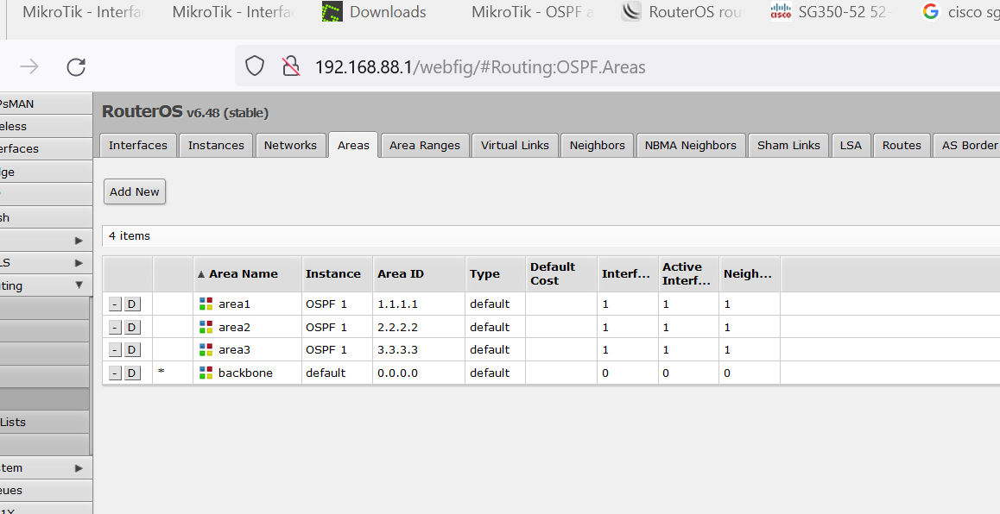 MikroTik - Interfa MikroTik - Interfa Downloads MikroTik - OSPF a RouterOS rou SG350-52 52- cisco sg
192.168.88.1/webfig/#Routing:OSPF.Areas
PsMAN
eless
erfaces
ge
sh
LS
ting
Lists
tem
eues
1X
RouterOS v6.48 (stable)
Interfaces Instances Networks Areas Area Ranges Virtual Links Neighbors NBMA Neighbors Sham Links LSA Routes AS Border
Add New
4 items
▲ Area Name Instance Area ID Type Default Cost Interf... Active Interf... Neigh...
- D area1 OSPF 1 1.1.1.1 default 1 1 1
- D area2 OSPF 1 2.2.2.2 default 1 1 1
- D area3 OSPF 1 3.3.3.3 default 1 1 1
- D * backbone default 0.0.0.0 default 0 0 0